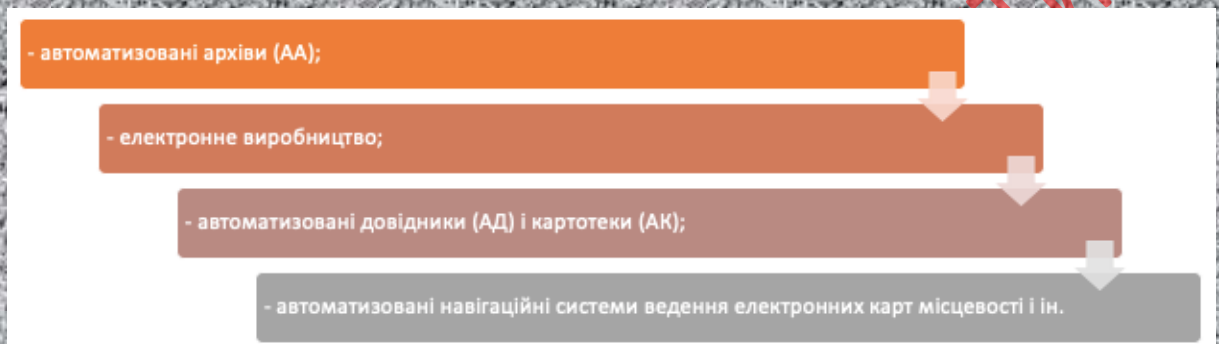 - автоматизовані архіви (АА);
- електронне виробництво;
- автоматизовані довідники (АД) і картотеки (АК);
- автоматизовані навігаційні системи ведення електронних карт місцевості і ін.